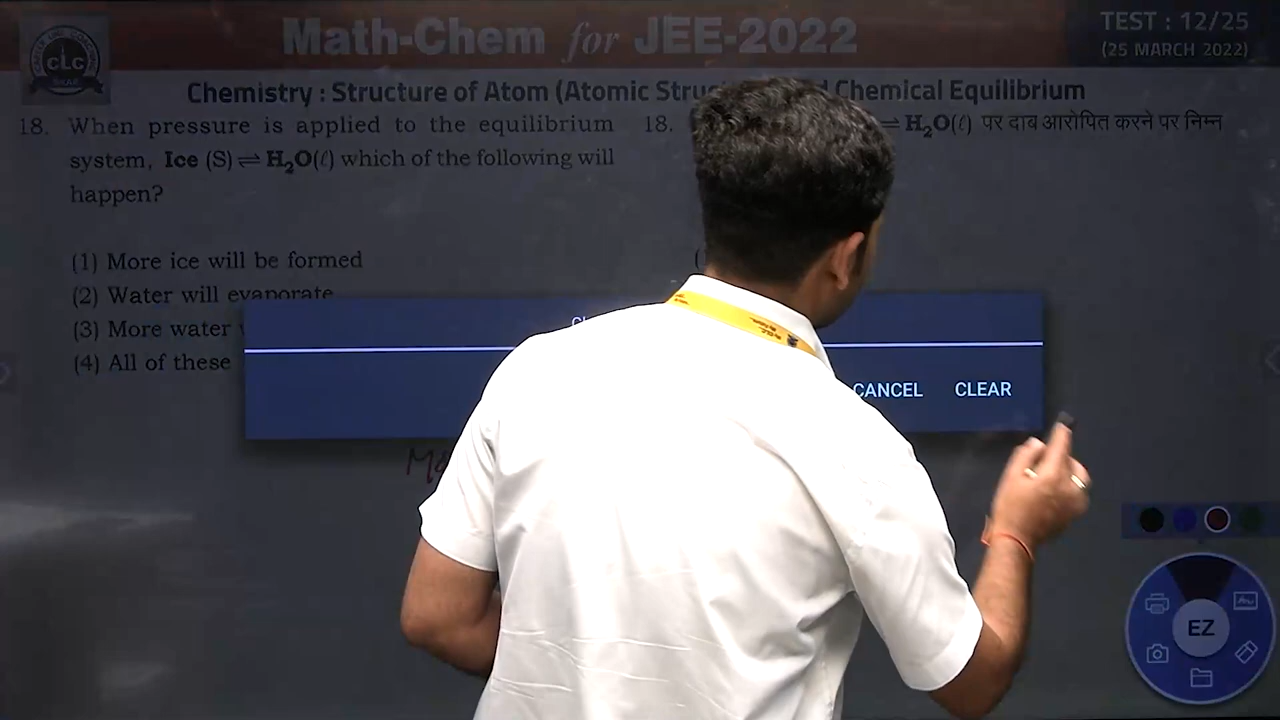 Math-Chem for JEE-2022
TEST : 12/25
(25 MARCH 2022)
CLC
Chemistry : Structure of Atom (Atomic Chemical Equilibrium
18. When pressure is applied to the equilibrium
system, Ice (S) ⇌ H₂O(ℓ) which of the following will
happen?
(1) More ice will be formed
(2) Water will evaporate
(3) More water
(4) All of these
18. ⇌ H₂O(ℓ) पर दाब आरोपित करने पर निम्न
CANCEL CLEAR
EZ